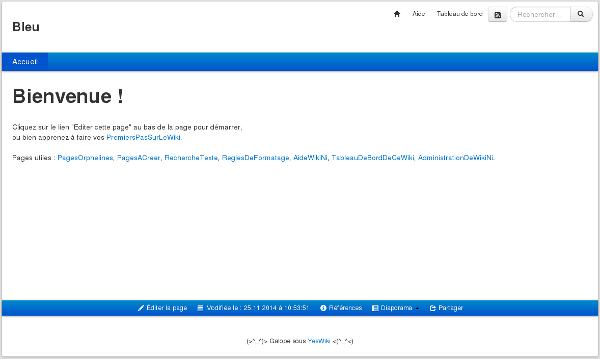 Aide Tableau de bord Rechercher...
Bleu
Accueil
Bienvenue !
Cliquez sur le lien "Éditer cette page" au bas de la page pour démarrer,
ou bien apprenez à faire vos PremiersPasSurLeWiki.
Pages utiles : PagesOrphelines, PagesACreer, RechercheTexte, ReglesDeFormatage, AideWikiNi, TableauDeBordDeCeWiki, AdministrationDeWikiNi.
Éditer la page Modifiée le : 25.11.2014 à 10:53:51 Références Diaporama Partager
(>^_^)> Galope sous YesWiki <(^_^<)